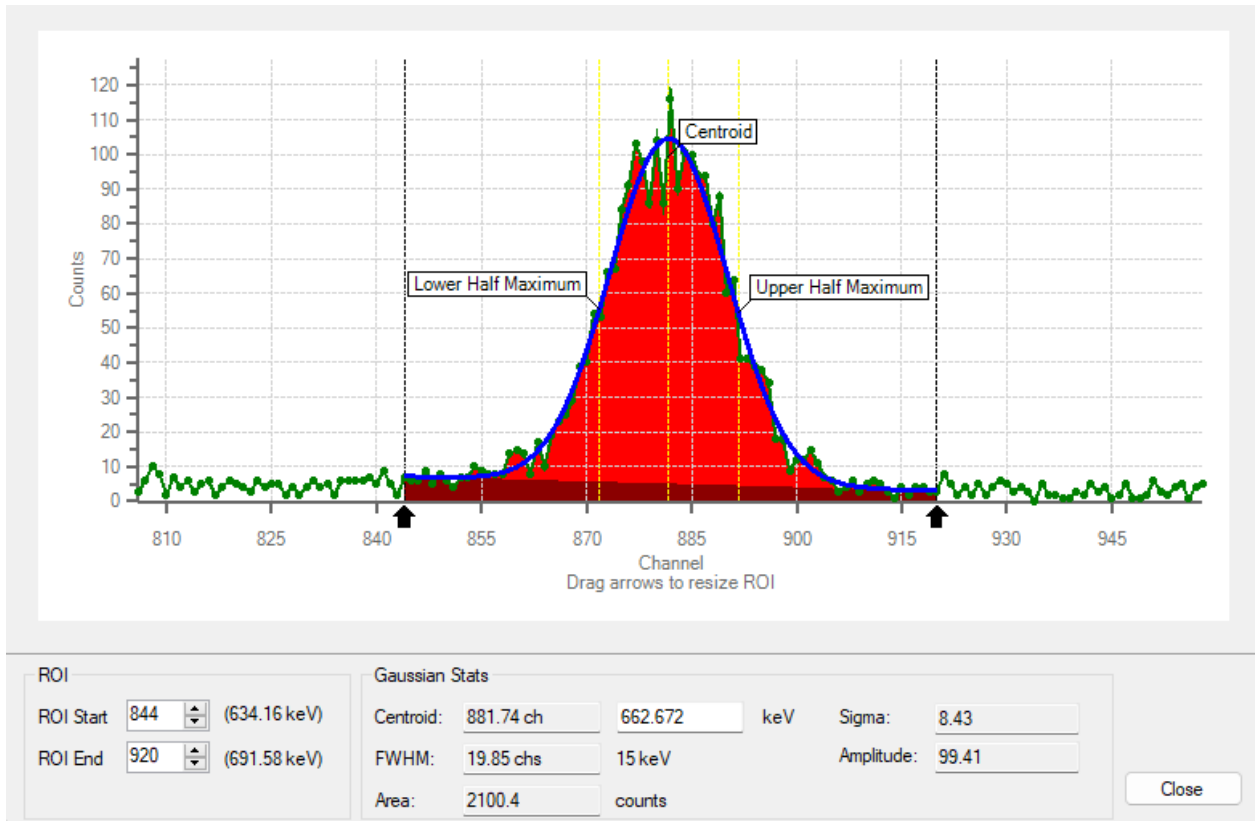 120
110
100
90
80
70
60
50
40
30
20
10
0
Counts
Centroid
Lower Half Maximum
Upper Half Maximum
810 825 840 855 870 885 900 915 930 945
Channel
Drag arrows to resize ROI
ROI
ROI Start 844 (634.16 keV)
ROI End 920 (691.58 keV)
Gaussian Stats
Centroid: 881.74 ch 662.672 keV Sigma: 8.43
FWHM: 19.85 chs 15 keV Amplitude: 99.41
Area: 2100.4 counts
Close